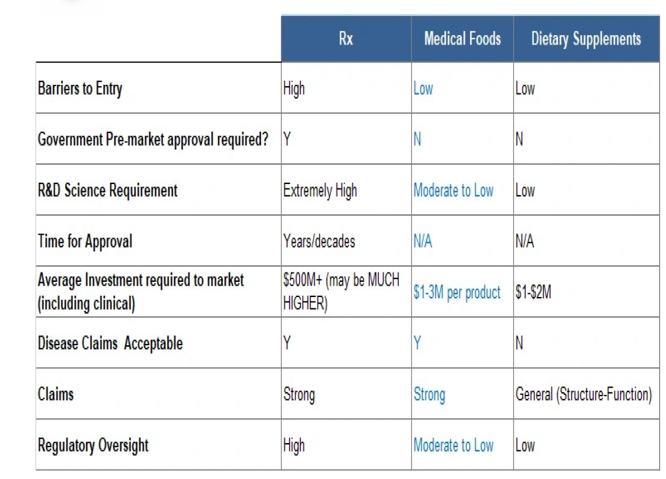 Rx Medical Foods Dietary Supplements
Barriers to Entry High Low Low
Government Pre-market approval required? Y N N
R&D Science Requirement Extremely High Moderate to Low Low
Time for Approval Years/decades N/A N/A
Average Investment required to market
(including clinical) $500M+ (may be MUCH
HIGHER) $1-3M per product $1-$2M
Disease Claims Acceptable Y Y N
Claims Strong Strong General (Structure-Function)
Regulatory Oversight High Moderate to Low Low